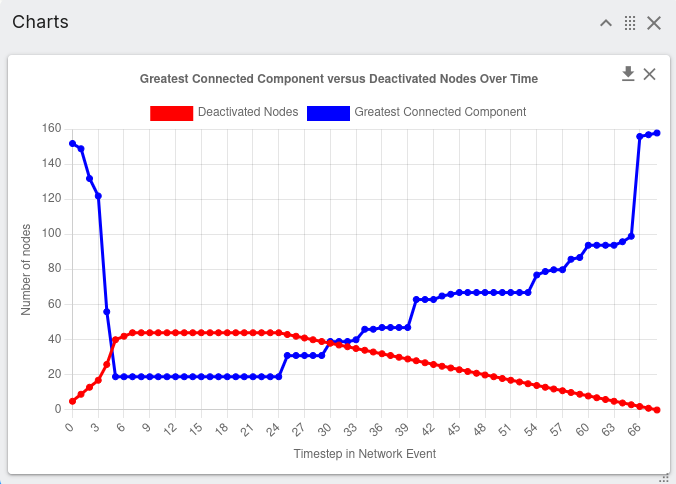 Charts
Greatest Connected Component versus Deactivated Nodes Over Time
Deactivated Nodes Greatest Connected Component
160
140
120
100
80
60
40
20
0
Number of nodes
0 3 6 9 12 15 18 21 24 27 30 33 36 39 42 45 48 51 54 57 60 63 66
Timestep in Network Event